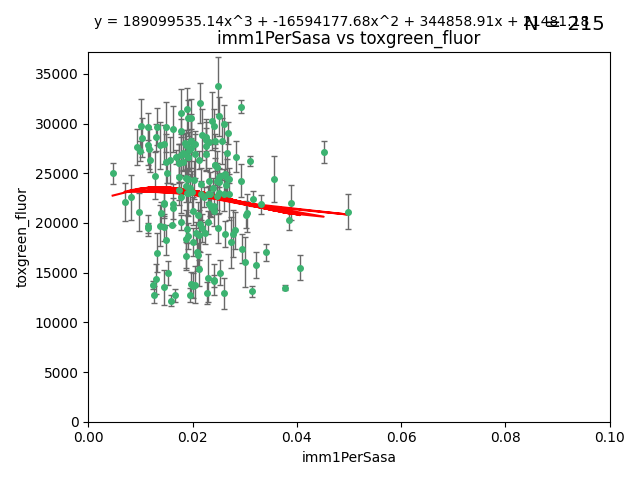 y = 189099535.14x^3 + -16594177.68x^2 + 344858.91x +
N = 215
imm1PerSasa vs toxgreen_fluor
35000
30000
25000
20000
15000
10000
5000
0
toxgreen_fluor
0.00 0.02 0.04 0.06 0.08 0.10
imm1PerSasa